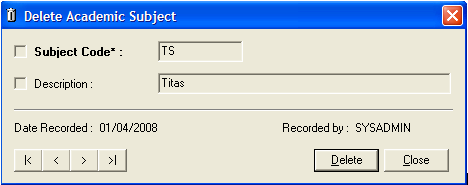 Delete Academic Subject
Subject Code* : TS
Description : Titas
Date Recorded : 01/04/2008 Recorded by : SYSADMIN
|< < > >| Delete Close